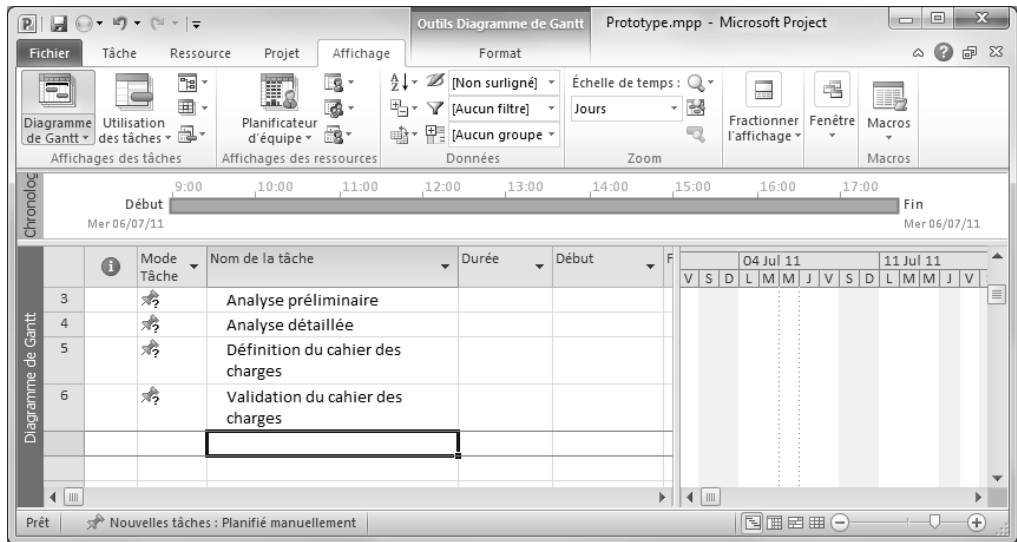 Outils Diagramme de Gantt Prototype.mpp - Microsoft Project
Fichier Tâche Ressource Projet Affichage Format
[Non surligné] Échelle de temps :
[Aucun filtre] Jours
[Aucun groupe
Diagramme de Gantt
Utilisation des tâches
Planificateur d'équipe
Fractionner l'affichage
Fenêtre
Macros
Affichages des tâches Affichages des ressources Données Zoom Macros
Chronolog
9:00 10:00 11:00 12:00 13:00 14:00 15:00 16:00 17:00
Début Fin
Mer 06/07/11 Mer 06/07/11
Diagramme de Gantt
Mode Tâche Nom de la tâche Durée Début F
04 Jul 11 11 Jul 11
V S D L M M J V S D L M M J V
3 Analyse préliminaire
4 Analyse détaillée
5 Définition du cahier des
charges
6 Validation du cahier des
charges
Prêt Nouvelles tâches : Planifié manuellement